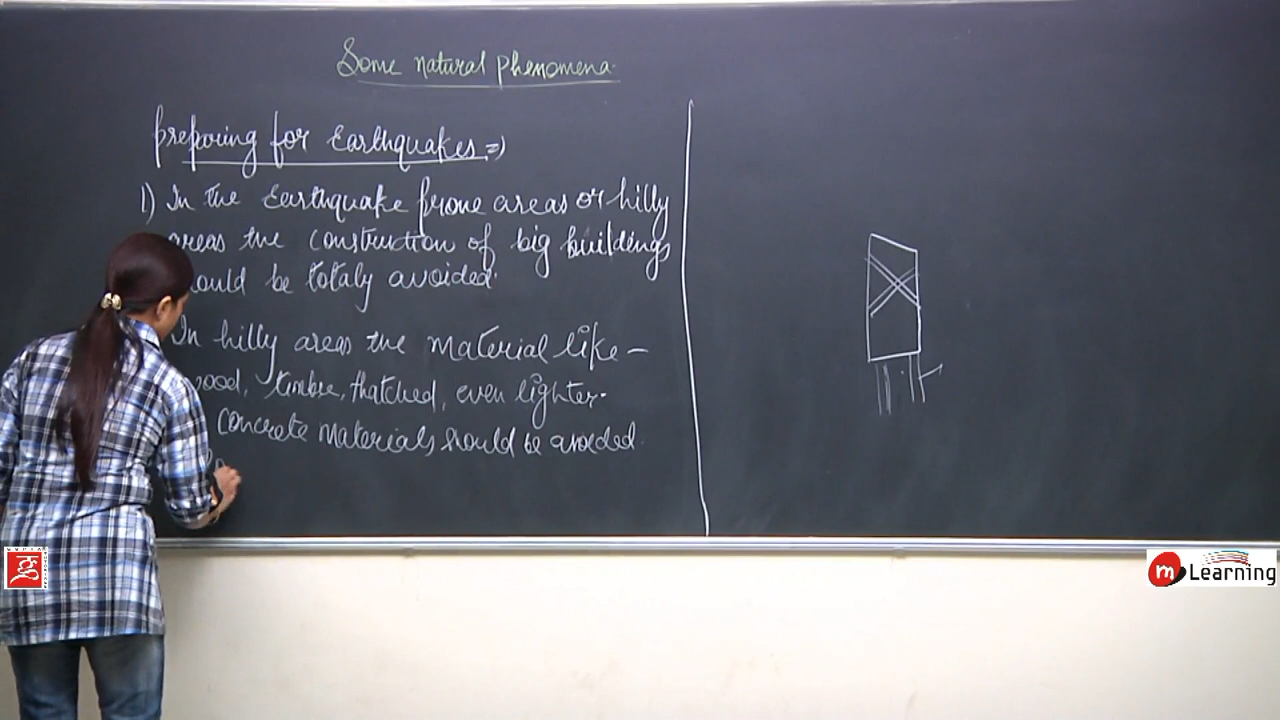 Some natural phenomena.
preparing for Earthquakes =>
1) In the Earthquake prone areas or hilly
areas the construction of big buildings
should be totaly avoided.
In hilly areas the material like -
wood, timbre, thatched, even lighter.
concrete materials should be avoided.
m Learning